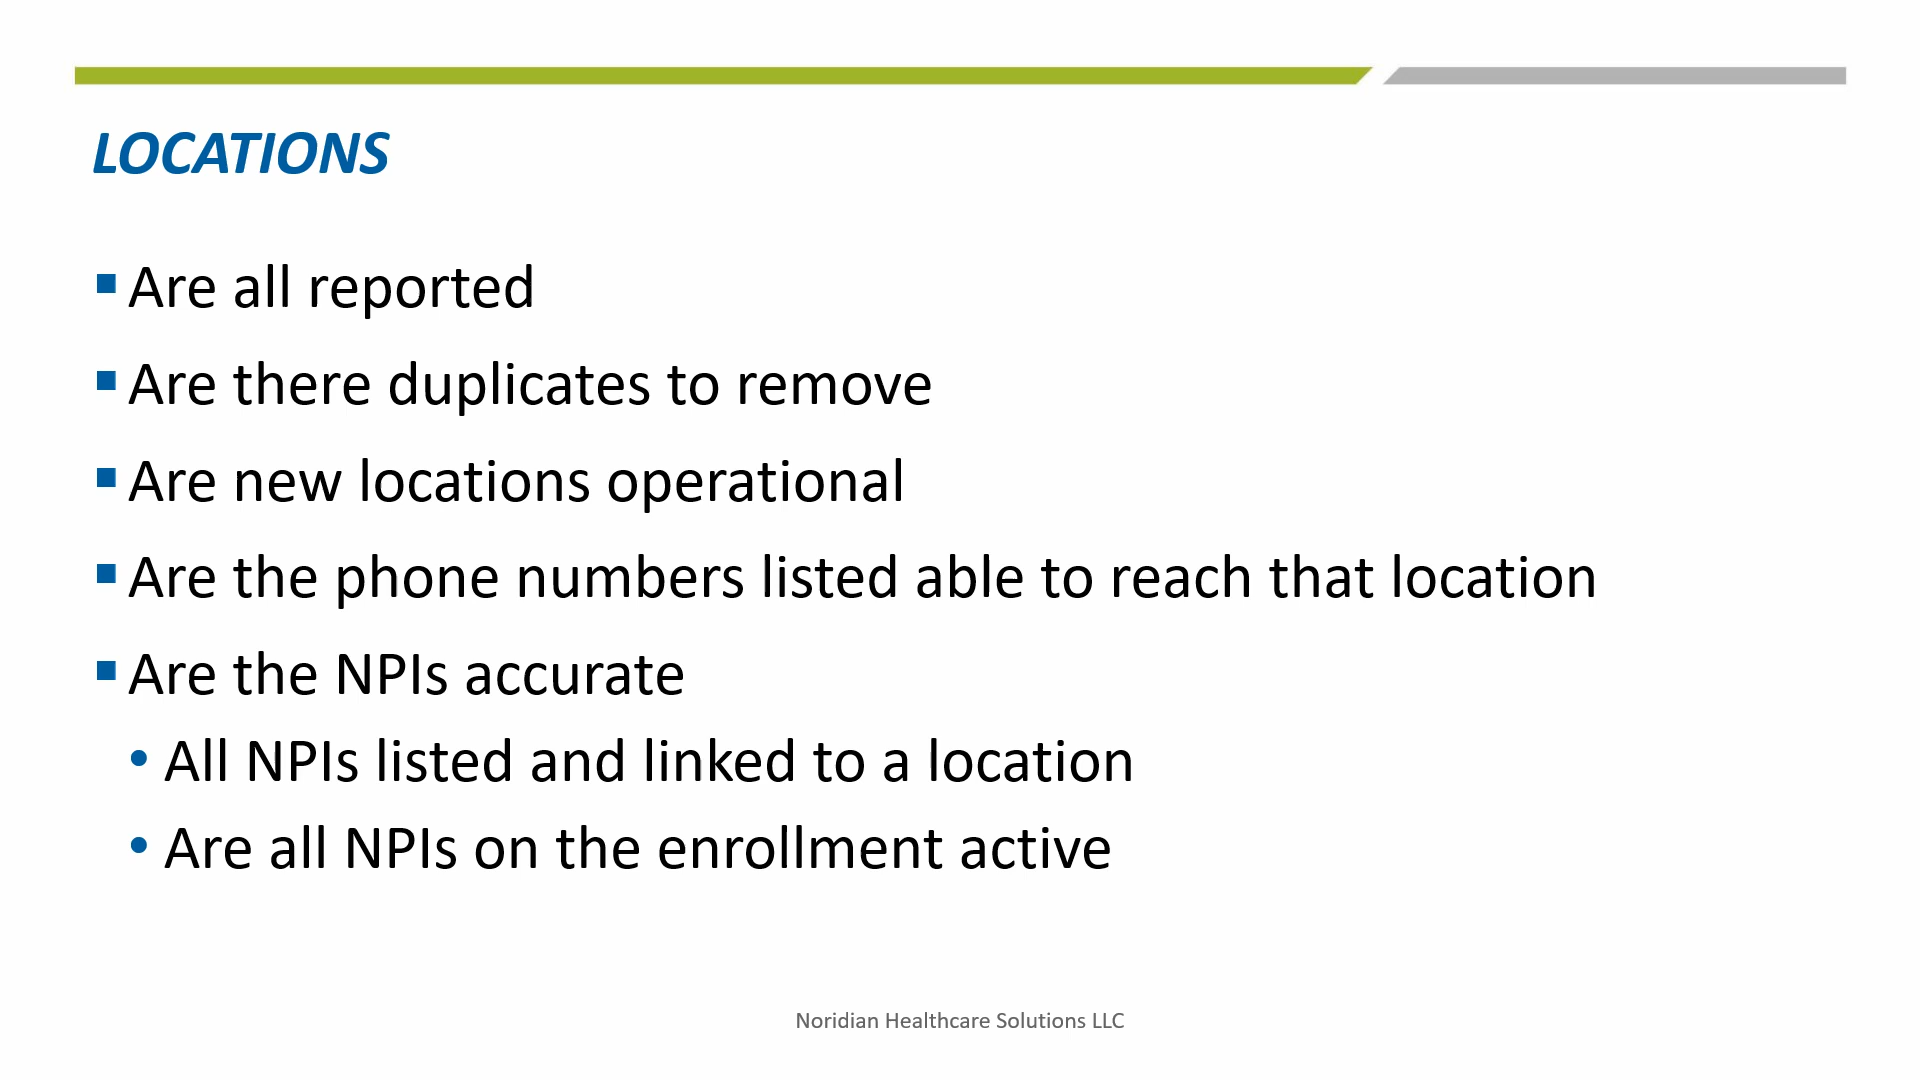 LOCATIONS
▪ Are all reported
▪ Are there duplicates to remove
▪ Are new locations operational
▪ Are the phone numbers listed able to reach that location
▪ Are the NPIs accurate
• All NPIs listed and linked to a location
• Are all NPIs on the enrollment active
Noridian Healthcare Solutions LLC